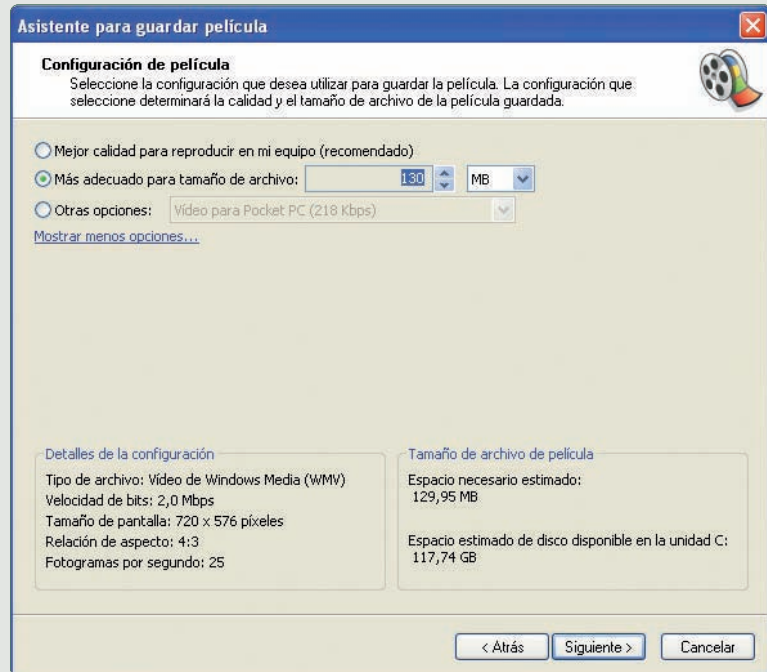 Asistente para guardar película
Configuración de película
Seleccione la configuración que desea utilizar para guardar la película. La configuración que
seleccione determinará la calidad y el tamaño de archivo de la película guardada.
Mejor calidad para reproducir en mi equipo (recomendado)
Más adecuado para tamaño de archivo: 130 MB
Otras opciones: Vídeo para Pocket PC (218 Kbps)
Mostrar menos opciones...
Detalles de la configuración
Tipo de archivo: Vídeo de Windows Media (WMV)
Velocidad de bits: 2,0 Mbps
Tamaño de pantalla: 720 x 576 píxeles
Relación de aspecto: 4:3
Fotogramas por segundo: 25
Tamaño de archivo de película
Espacio necesario estimado:
129,95 MB
Espacio estimado de disco disponible en la unidad C:
117,74 GB
< Atrás Siguiente > Cancelar